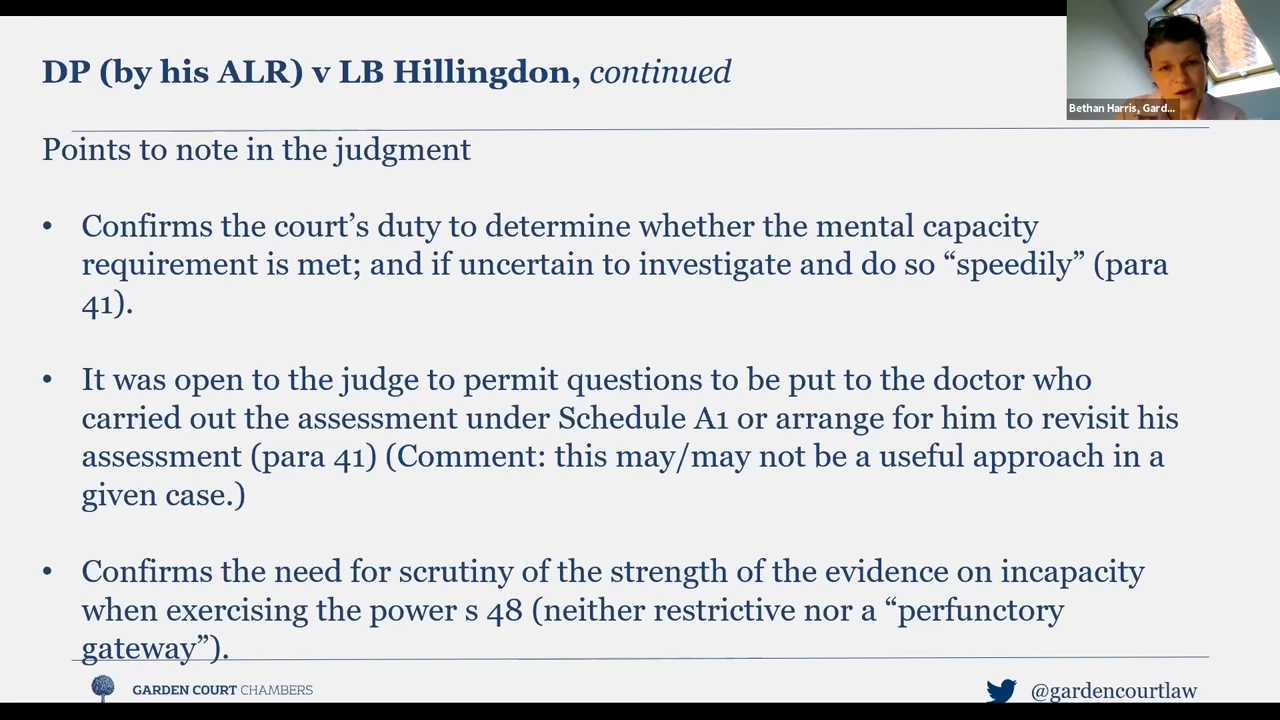 DP (by his ALR) v LB Hillingdon, continued
Bethan Harris, Gard...
Points to note in the judgment
• Confirms the court’s duty to determine whether the mental capacity
requirement is met; and if uncertain to investigate and do so “speedily” (para
41).
• It was open to the judge to permit questions to be put to the doctor who
carried out the assessment under Schedule A1 or arrange for him to revisit his
assessment (para 41) (Comment: this may/may not be a useful approach in a
given case.)
• Confirms the need for scrutiny of the strength of the evidence on incapacity
when exercising the power s 48 (neither restrictive nor a “perfunctory
gateway”).
GARDEN COURT CHAMBERS
@gardencourtlaw